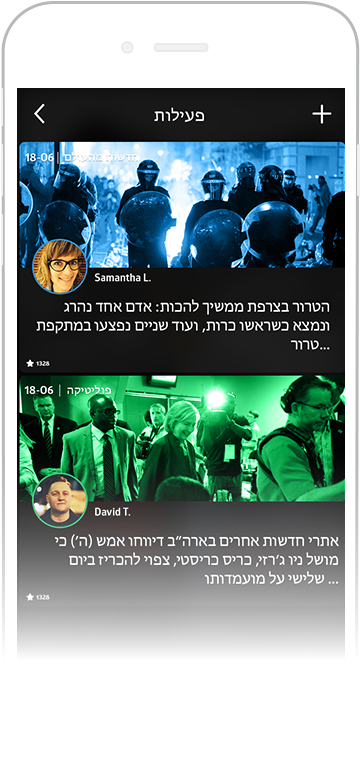 פעילות
חדשות מהעולם | 18-06
Samantha L.
הטרור בצרפת ממשיך להכות: אדם אחד נהרג
ונמצא כשראשו כרות, ועוד שניים נפצעו במתקפת
טרור...
1328
פוליטיקה | 18-06
David T.
אתרי חדשות אחרים בארה"ב דיווחו אמש (ה') כי
מושל ניו ג'רזי, כריס כריסטי, צפוי להכריז ביום
שלישי על מועמדותו ...
1328